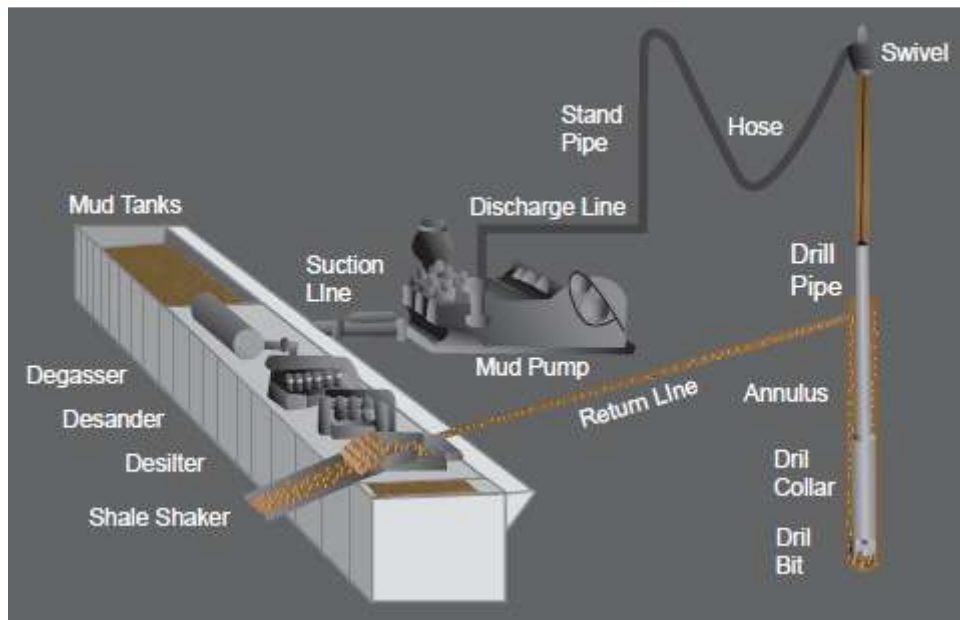 Swivel
Stand
Pipe
Hose
Mud Tanks
Discharge Line
Suction
LIne
Drill
Pipe
Mud Pump
Degasser
Return LIne
Annulus
Desander
Desilter
Dril
Collar
Shale Shaker
Dril
Bit